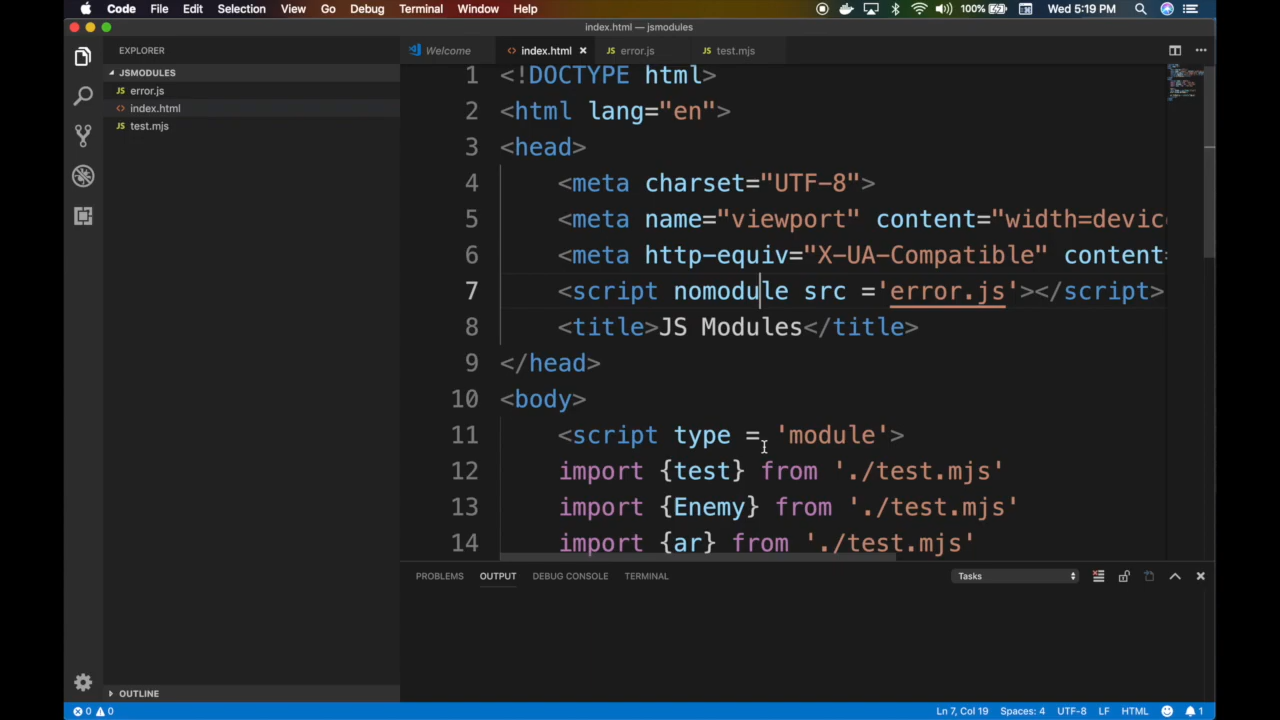 Code File Edit Selection View Go Debug Terminal Window Help 100% Wed 5:19 PM
index.html — jsmodules
EXPLORER
JSMODULES
JS error.js
<> index.html
JS test.mjs
OUTLINE
Welcome <> index.html × JS error.js JS test.mjs
1 <!DOCTYPE html>
2 <html lang="en">
3 <head>
4 <meta charset="UTF-8">
5 <meta name="viewport" content="width=device
6 <meta http-equiv="X-UA-Compatible" content=
7 <script nomodule src ='error.js'></script>
8 <title>JS Modules</title>
9 </head>
10 <body>
11 <script type = 'module'>
12 import {test} from './test.mjs'
13 import {Enemy} from './test.mjs'
14 import {ar} from './test.mjs'
PROBLEMS OUTPUT DEBUG CONSOLE TERMINAL Tasks
0 0 Ln 7, Col 19 Spaces: 4 UTF-8 LF HTML 1